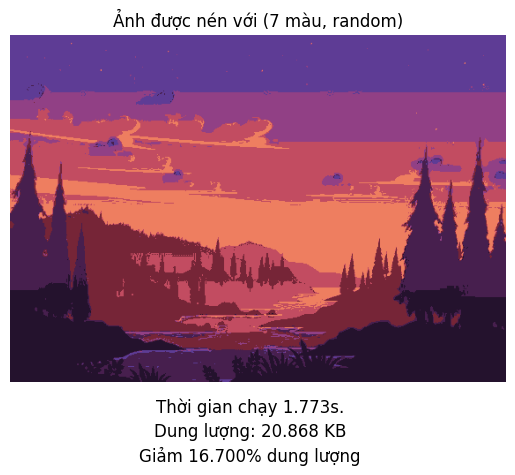 Ảnh được nén với (7 màu, random)
Thời gian chạy 1.773s.
Dung lượng: 20.868 KB
Giảm 16.700% dung lượng